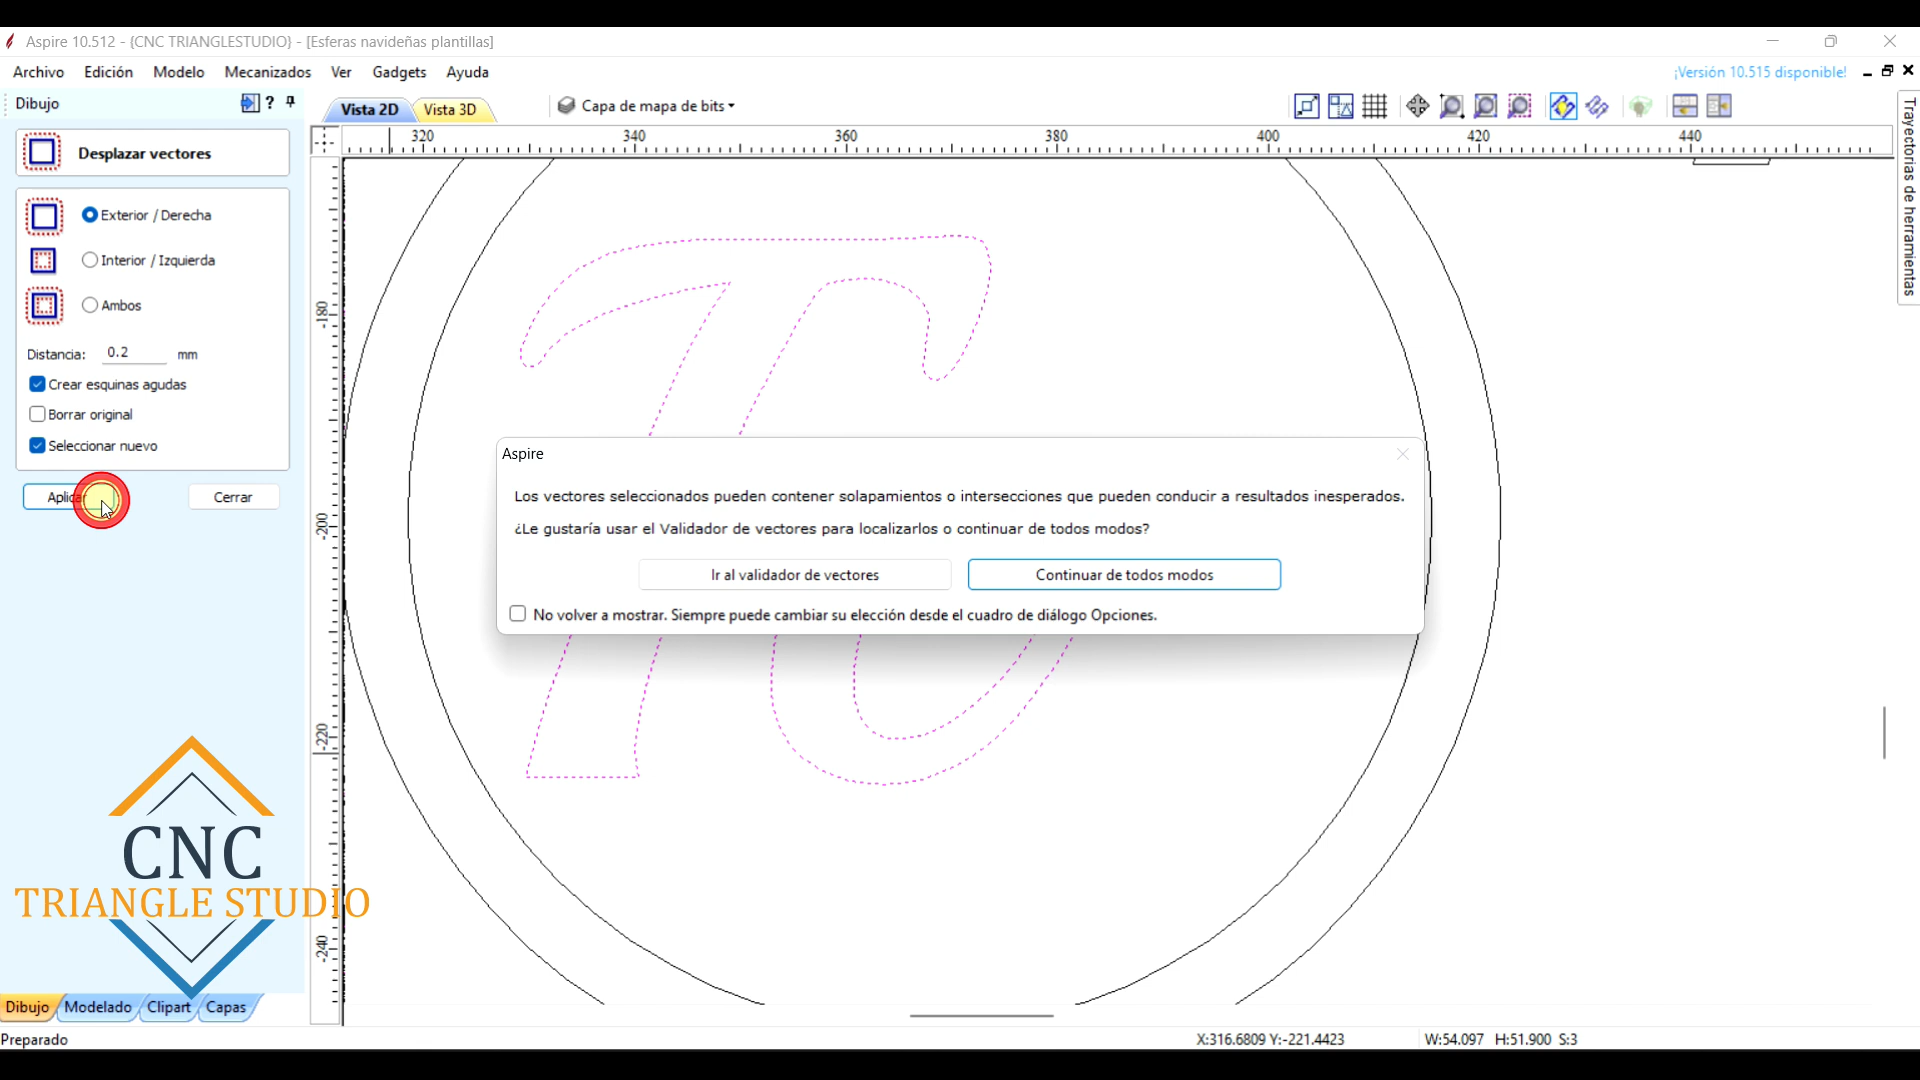 Aspire 10.512 - {CNC TRIANGLESTUDIO} - [Esferas navideñas plantillas]
Archivo Edición Modelo Mecanizados Ver Gadgets Ayuda
¡Versión 10.515 disponible!
Dibujo
Vista 2D Vista 3D
Capa de mapa de bits
320 340 360 380 400 420 440
Trayectorias de herramientas
Desplazar vectores
Exterior / Derecha
Interior / Izquierda
Ambos
Distancia: 0.2 mm
Crear esquinas agudas
Borrar original
Seleccionar nuevo
Aplicar Cerrar
-180
-200
-220
-240
Aspire
Los vectores seleccionados pueden contener solapamientos o intersecciones que pueden conducir a resultados inesperados.
¿Le gustaría usar el Validador de vectores para localizarlos o continuar de todos modos?
Ir al validador de vectores Continuar de todos modos
No volver a mostrar. Siempre puede cambiar su elección desde el cuadro de diálogo Opciones.
CNC
TRIANGLE STUDIO
Dibujo Modelado Clipart Capas
Preparado
X:316.6809 Y:-221.4423
W:54.097 H:51.900 S:3